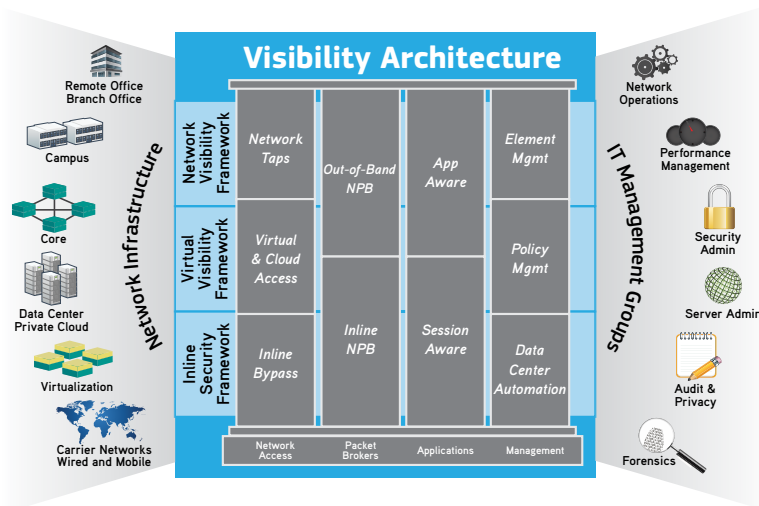 Visibility Architecture
Remote Office
Branch Office
Campus
Core
Data Center
Private Cloud
Virtualization
Carrier Networks
Wired and Mobile
Network Infrastructure
Network
Visibility
Framework
Virtual
Visibility
Framework
Inline
Security
Framework
Network
Taps
Virtual
& Cloud
Access
Inline
Bypass
Out-of-Band
NPB
Inline
NPB
App
Aware
Session
Aware
Element
Mgmt
Policy
Mgmt
Data
Center
Automation
Network
Access
Packet
Brokers
Applications
Management
IT Management Groups
Network
Operations
Performance
Management
Security
Admin
Server Admin
Audit &
Privacy
Forensics